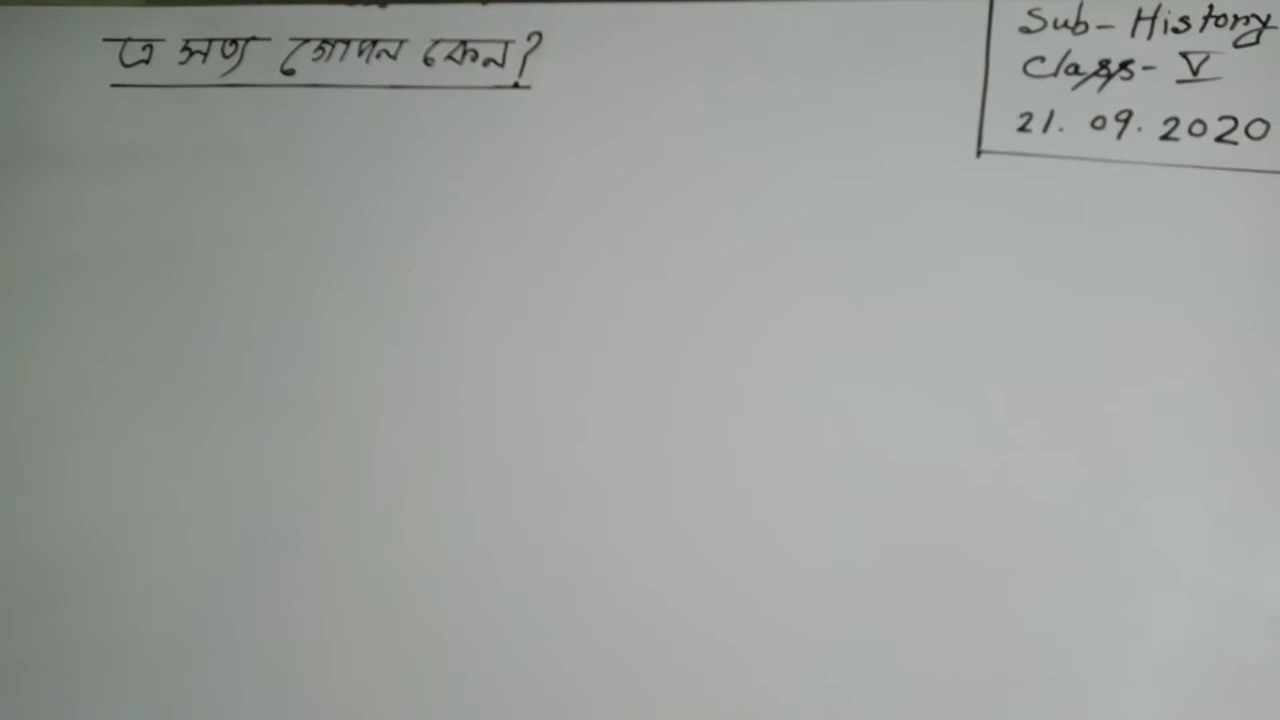 এ সত্য গোপন কেন?
Sub- History
Class- V
21. 09. 2020